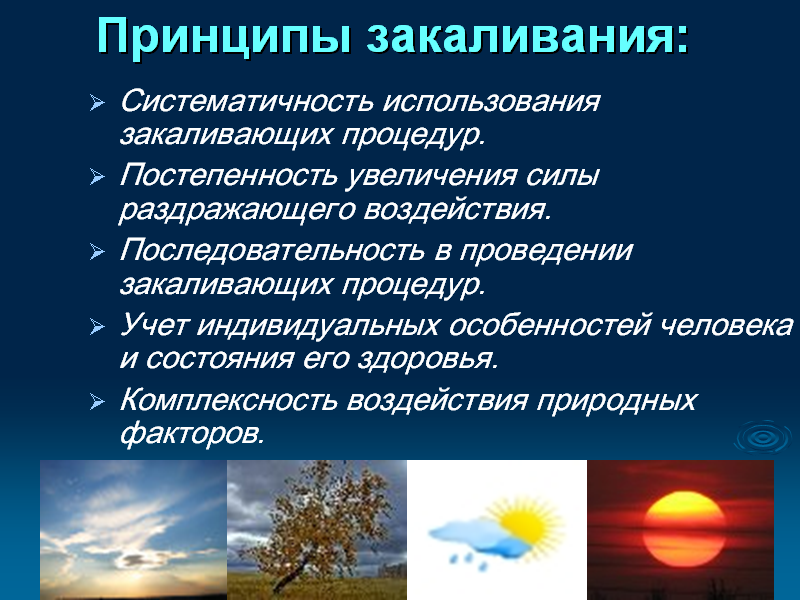 Принципы закаливания:
Систематичность использования
закаливающих процедур.
Постепенность увеличения силы
раздражающего воздействия.
Последовательность в проведении
закаливающих процедур.
Учет индивидуальных особенностей человека
и состояния его здоровья.
Комплексность воздействия природных
факторов.